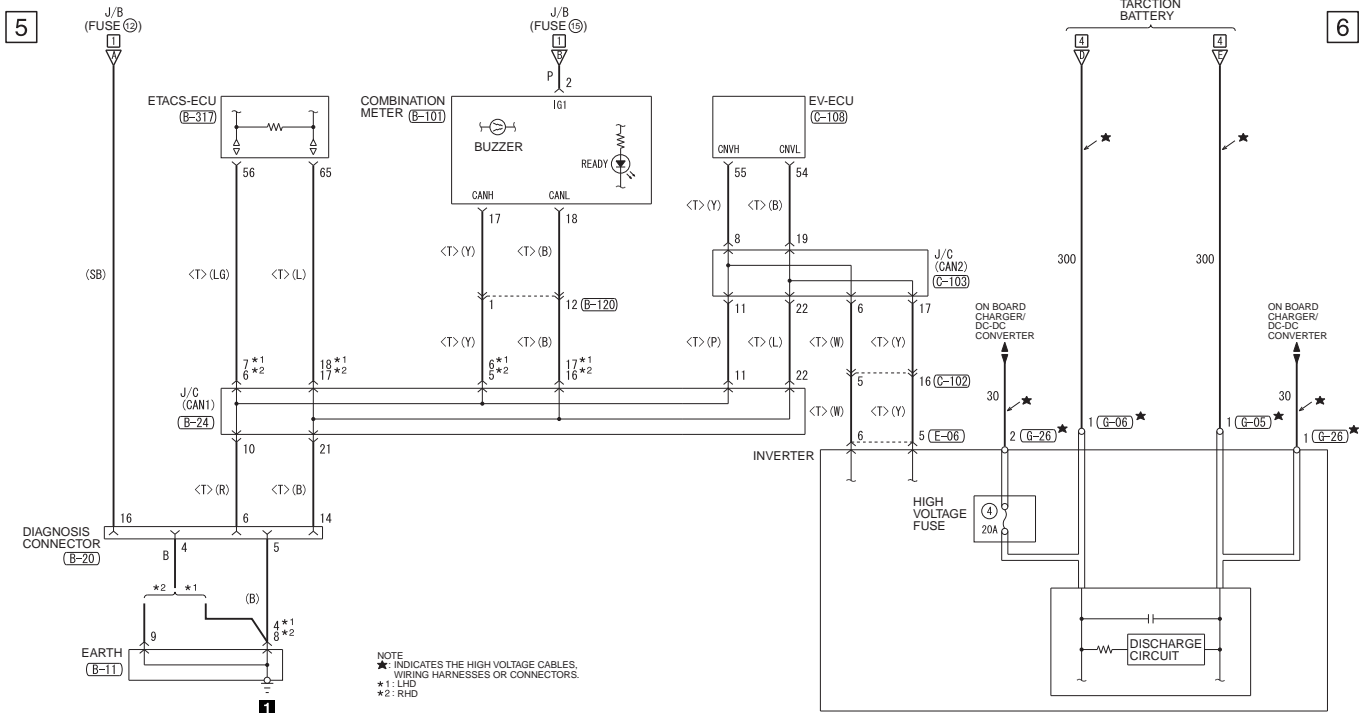 5
J/B
(FUSE ⑫)
1
A
J/B
(FUSE ⑮)
1
B
P
2
TARCTION
BATTERY
4
D
4
E
6
ETACS-ECU
(B-317)
56
65
COMBINATION
METER (B-101)
IG1
BUZZER
READY
CANH
CANL
17
18
EV-ECU
(C-108)
CNVH
CNVL
55
54
★
★
<T>(Y)
<T>(B)
8
19
J/C
(CAN2)
(C-103)
(SB)
<T>(LG)
<T>(L)
<T>(Y)
<T>(B)
300
300
1
12 (B-120)
11
22
6
17
ON BOARD
CHARGER/
DC-DC
CONVERTER
ON BOARD
CHARGER/
DC-DC
CONVERTER
<T>(Y)
<T>(B)
<T>(P)
<T>(L)
<T>(W)
<T>(Y)
7 *1
6 *2
18 *1
17 *2
6 *1
5 *2
17 *1
16 *2
11
22
5
16 (C-102)
30
★
30
★
J/C
(CAN1)
(B-24)
<T>(W)
<T>(Y)
10
21
6
5 (E-06)
2 (G-26) ★
1 (G-06) ★
1 (G-05) ★
1 (G-26) ★
INVERTER
<T>(R)
<T>(B)
HIGH
VOLTAGE
FUSE
④
20A
16
6
14
DIAGNOSIS
CONNECTOR
(B-20)
4
5
B
*2
*1
(B)
9
4 *1
8 *2
EARTH
(B-11)
1
DISCHARGE
CIRCUIT
NOTE
★: INDICATES THE HIGH VOLTAGE CABLES,
WIRING HARNESSES OR CONNECTORS.
*1: LHD
*2: RHD